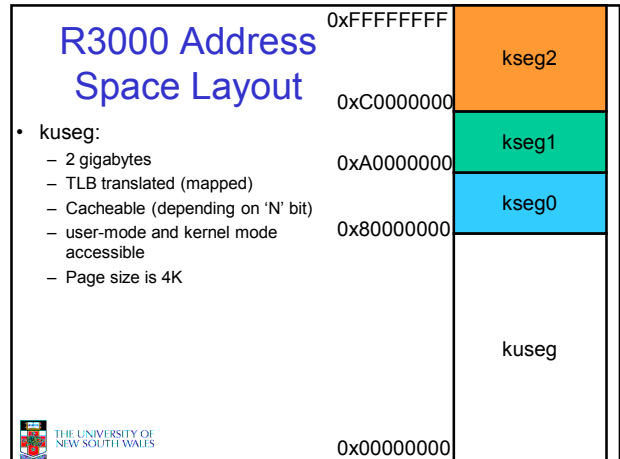 R3000 Address
Space Layout
• kuseg:
– 2 gigabytes
– TLB translated (mapped)
– Cacheable (depending on ‘N’ bit)
– user-mode and kernel mode
accessible
– Page size is 4K
0xFFFFFFFF
0xC0000000
0xA0000000
0x80000000
0x00000000
kseg2
kseg1
kseg0
kuseg
THE UNIVERSITY OF
NEW SOUTH WALES